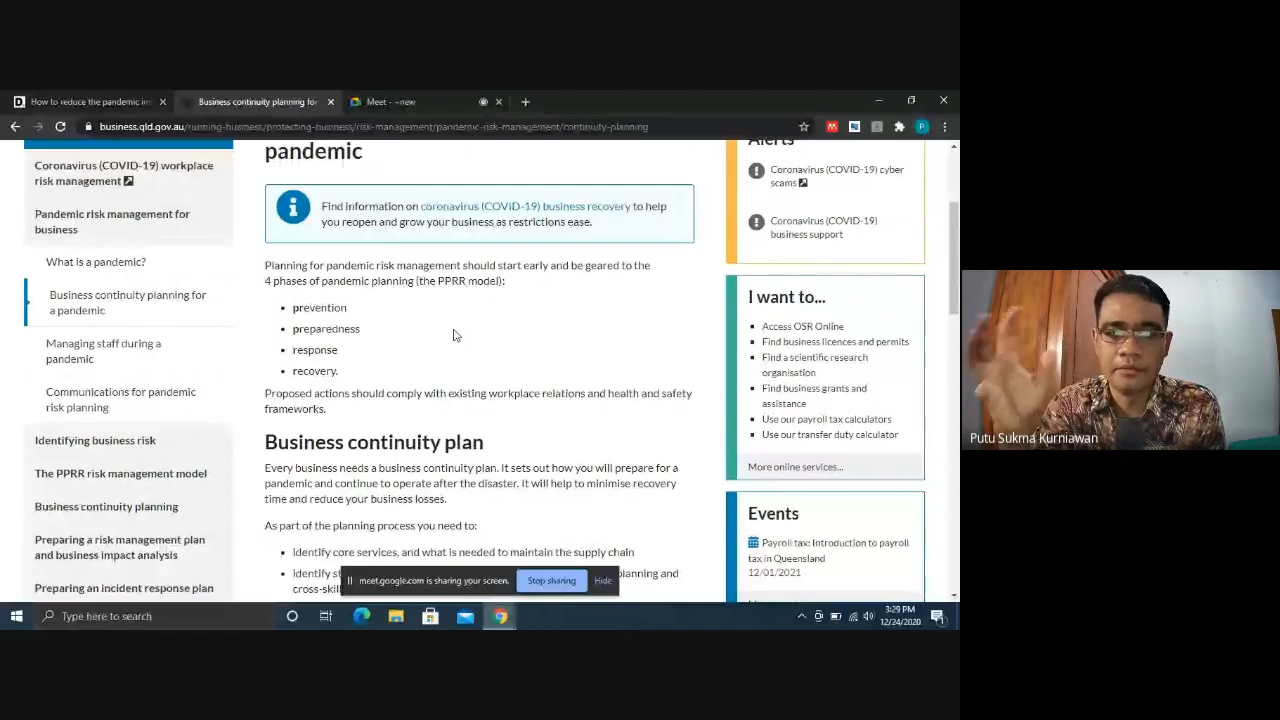 How to reduce the pandemic im
Business continuity planning fo
Meet - –new
business.qld.gov.au/running-business/protecting-business/risk-management/pandemic-risk-management/continuity-planning
P
Coronavirus (COVID-19) workplace
risk management
Pandemic risk management for
business
What is a pandemic?
Business continuity planning for
a pandemic
Managing staff during a
pandemic
Communications for pandemic
risk planning
Identifying business risk
The PPRR risk management model
Business continuity planning
Preparing a risk management plan
and business impact analysis
Preparing an incident response plan
pandemic
Find information on coronavirus (COVID-19) business recovery to help
you reopen and grow your business as restrictions ease.
Planning for pandemic risk management should start early and be geared to the
4 phases of pandemic planning (the PPRR model):
prevention
preparedness
response
recovery.
Proposed actions should comply with existing workplace relations and health and safety
frameworks.
Business continuity plan
Every business needs a business continuity plan. It sets out how you will prepare for a
pandemic and continue to operate after the disaster. It will help to minimise recovery
time and reduce your business losses.
As part of the planning process you need to:
identify core services, and what is needed to maintain the supply chain
identify st
planning and
cross-skil
meet.google.com is sharing your screen.
Stop sharing
Hide
Alerts
Coronavirus (COVID-19) cyber
scams
Coronavirus (COVID-19)
business support
I want to...
Access OSR Online
Find business licences and permits
Find a scientific research
organisation
Find business grants and
assistance
Use our payroll tax calculators
Use our transfer duty calculator
More online services...
Events
Payroll tax: Introduction to payroll
tax in Queensland
12/01/2021
Putu Sukma Kurniawan
Type here to search
3:29 PM
12/24/2020